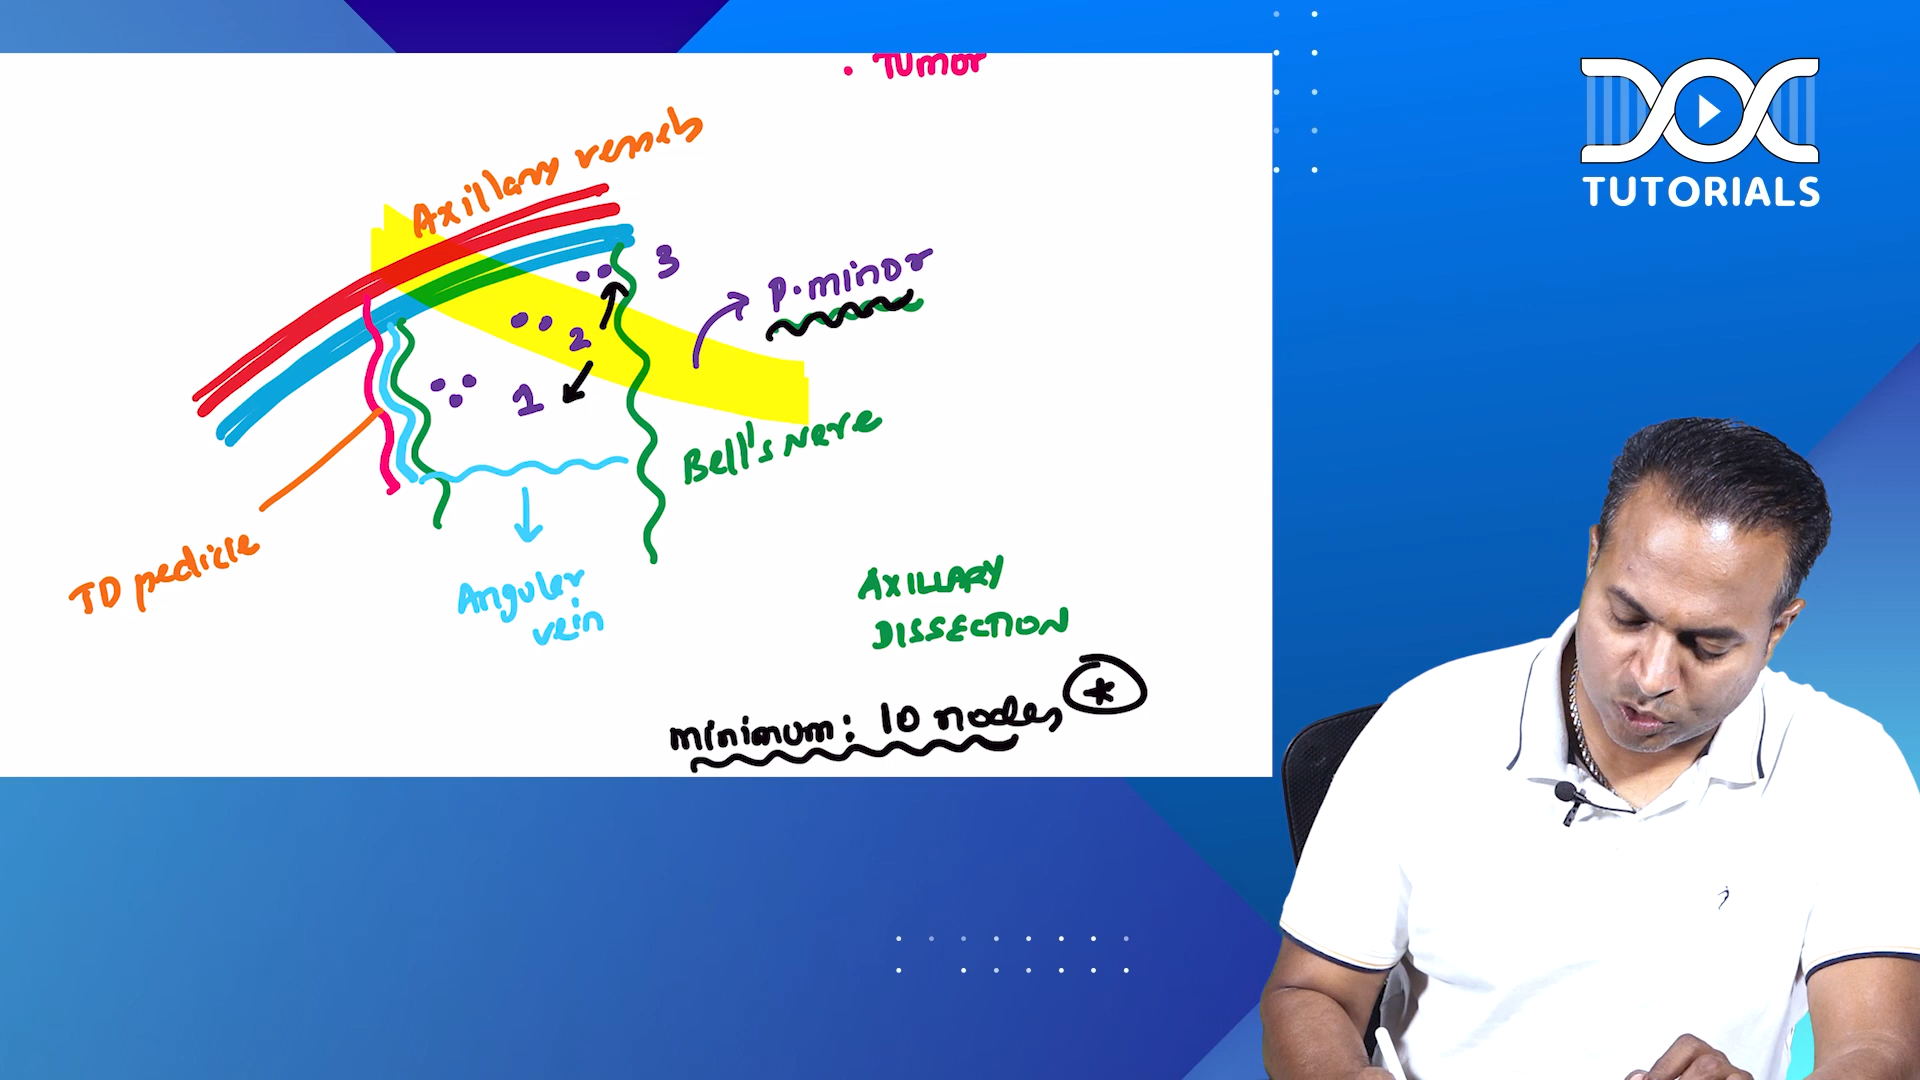 • Tumor
Axillary vessels
3
P. minor
2
1
Bell's Nerve
TD pedicle
Angular
vein
AXILLARY
DISSECTION
minimum: 10 nodes *
DOC
TUTORIALS